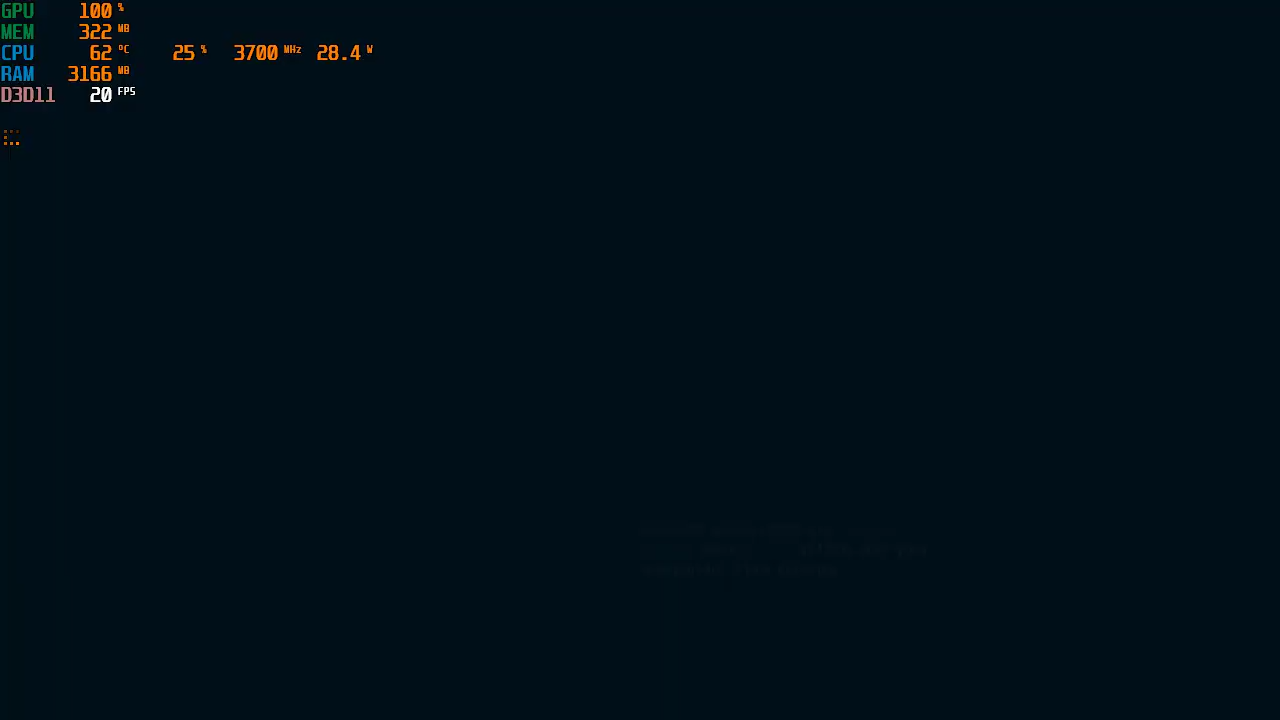 GPU 100 %
MEM 322 MB
CPU 62 °C 25 % 3700 MHz 28.4 W
RAM 3166 MB
D3D11 20 FPS